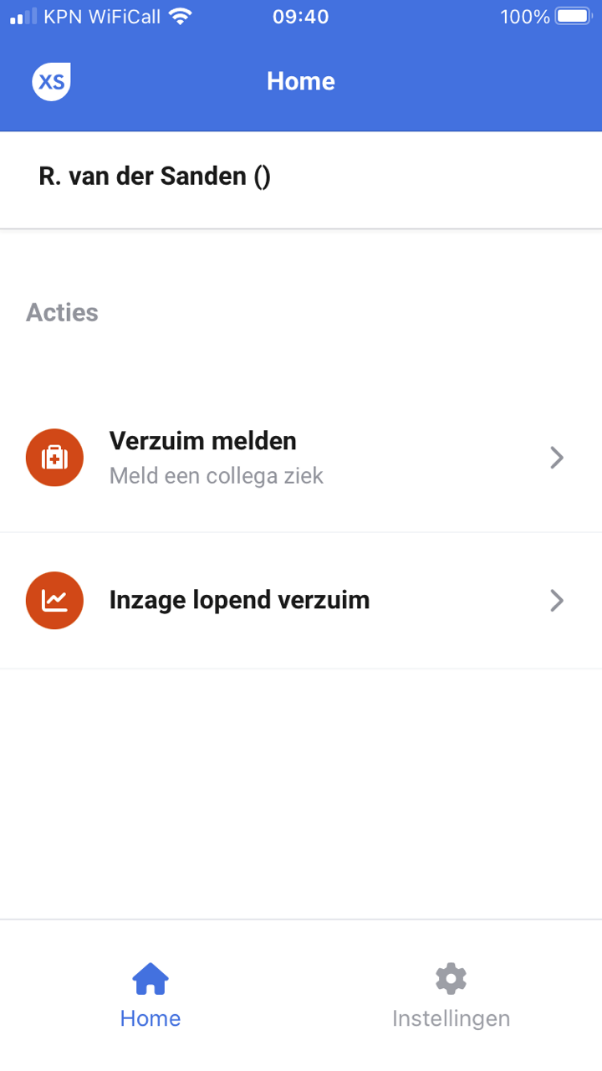 KPN WiFiCall 09:40 100%
XS Home
R. van der Sanden ()
Acties
Verzuim melden
Meld een collega ziek
Inzage lopend verzuim
Home Instellingen